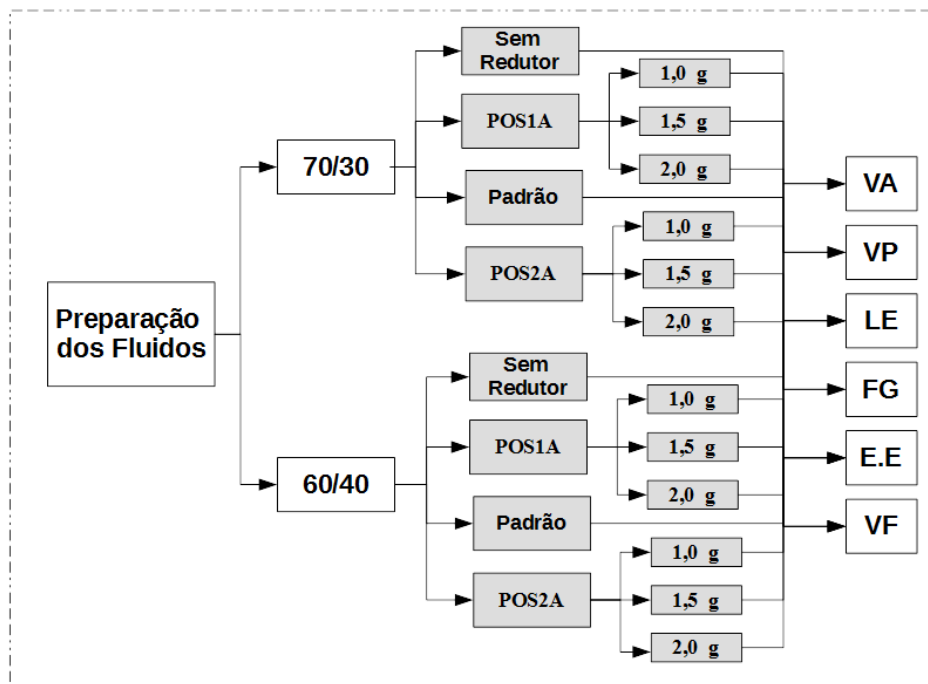 Preparação
dos Fluidos
70/30
Sem
Redutor
POS1A
1,0 g
1,5 g
2,0 g
Padrão
POS2A
1,0 g
1,5 g
2,0 g
60/40
Sem
Redutor
POS1A
1,0 g
1,5 g
2,0 g
Padrão
POS2A
1,0 g
1,5 g
2,0 g
VA
VP
LE
FG
E.E
VF